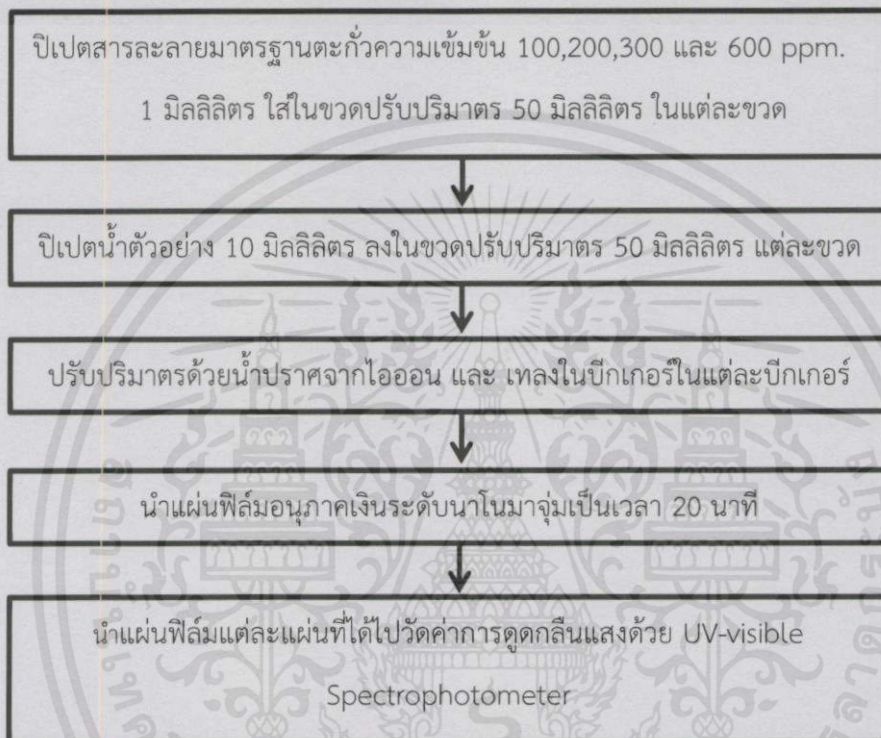 ปิเปตสารละลายมาตรฐานตะกั่วความเข้มข้น 100,200,300 และ 600 ppm.
1 มิลลิลิตร ใส่ในขวดปรับปริมาตร 50 มิลลิลิตร ในแต่ละขวด
ปิเปตน้ำตัวอย่าง 10 มิลลิลิตร ลงในขวดปรับปริมาตร 50 มิลลิลิตร แต่ละขวด
ปรับปริมาตรด้วยน้ำปราศจากไอออน และ เทลงในบีกเกอร์ในแต่ละบีกเกอร์
นำแผ่นฟิล์มอนุภาคเงินระดับนาโนมาจุ่มเป็นเวลา 20 นาที
นำแผ่นฟิล์มแต่ละแผ่นที่ได้ไปวัดค่าการดูดกลืนแสงด้วย UV-visible
Spectrophotometer